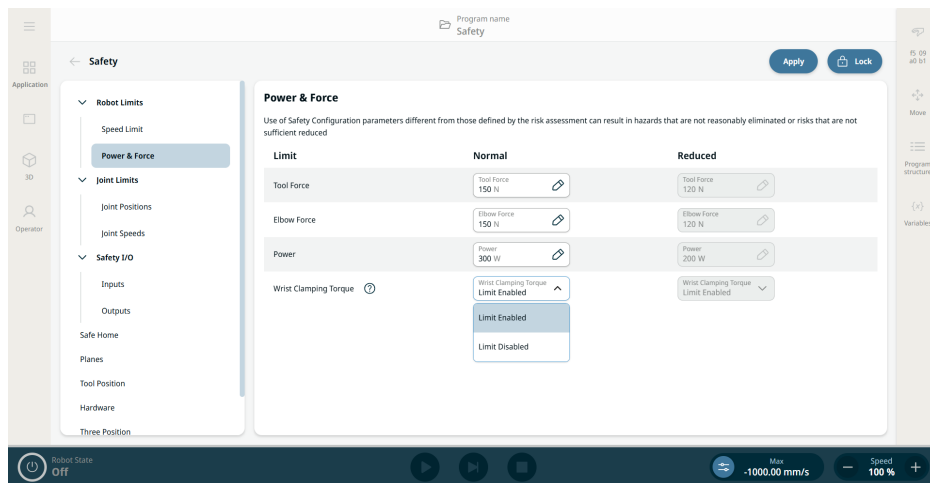 Program name
Safety
Safety
Apply
Lock
f5 09
a0 b1
Application
Move
3D
Program
structure
Operator
{x}
Variables
Robot Limits
Speed Limit
Power & Force
Joint Limits
Joint Positions
Joint Speeds
Safety I/O
Inputs
Outputs
Safe Home
Planes
Tool Position
Hardware
Three Position
Power & Force
Use of Safety Configuration parameters different from those defined by the risk assessment can result in hazards that are not reasonably eliminated or risks that are not
sufficient reduced
Limit Normal Reduced
Tool Force
Tool Force
150 N
Tool Force
120 N
Elbow Force
Elbow Force
150 N
Elbow Force
120 N
Power
Power
300 W
Power
200 W
Wrist Clamping Torque ?
Wrist Clamping Torque
Limit Enabled
Wrist Clamping Torque
Limit Enabled
Limit Enabled
Limit Disabled
Robot State
Off
Max
-1000.00 mm/s
Speed
100 %